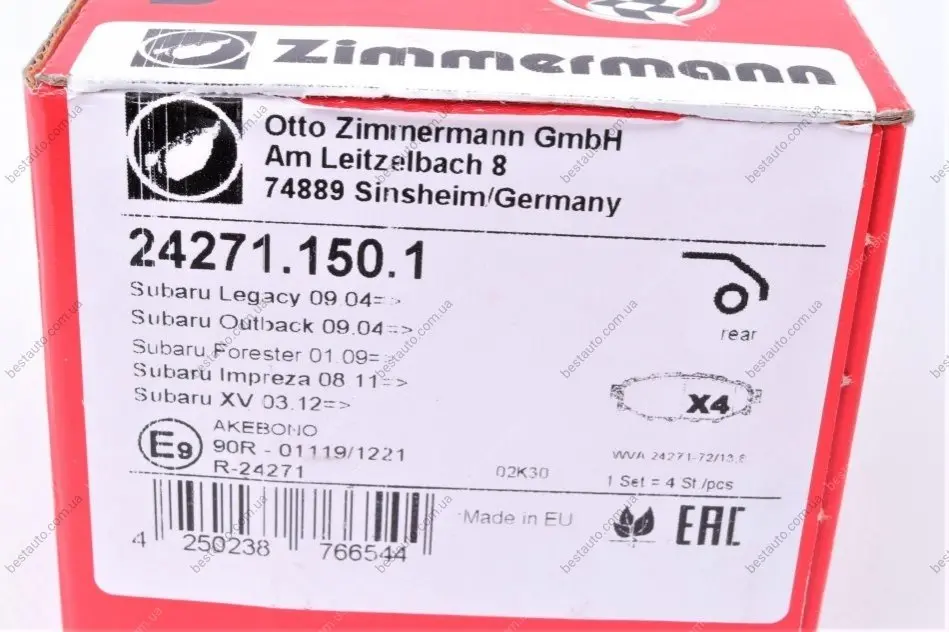 Zimmermann
Otto Zimmermann GmbH
Am Leitzelbach 8
74889 Sinsheim/Germany
24271.150.1
Subaru Legacy 09.04=>
Subaru Outback 09.04=>
Subaru Forester 01.09=>
Subaru Impreza 08.11=>
Subaru XV 03.12=>
rear
X4
E9
AKEBONO
90R - 01119/1221
R-24271
02K30
WVA 24271-72/13,8
1 Set = 4 St./pcs
4 250238 766544
Made in EU
EAC
bestauto.com.ua